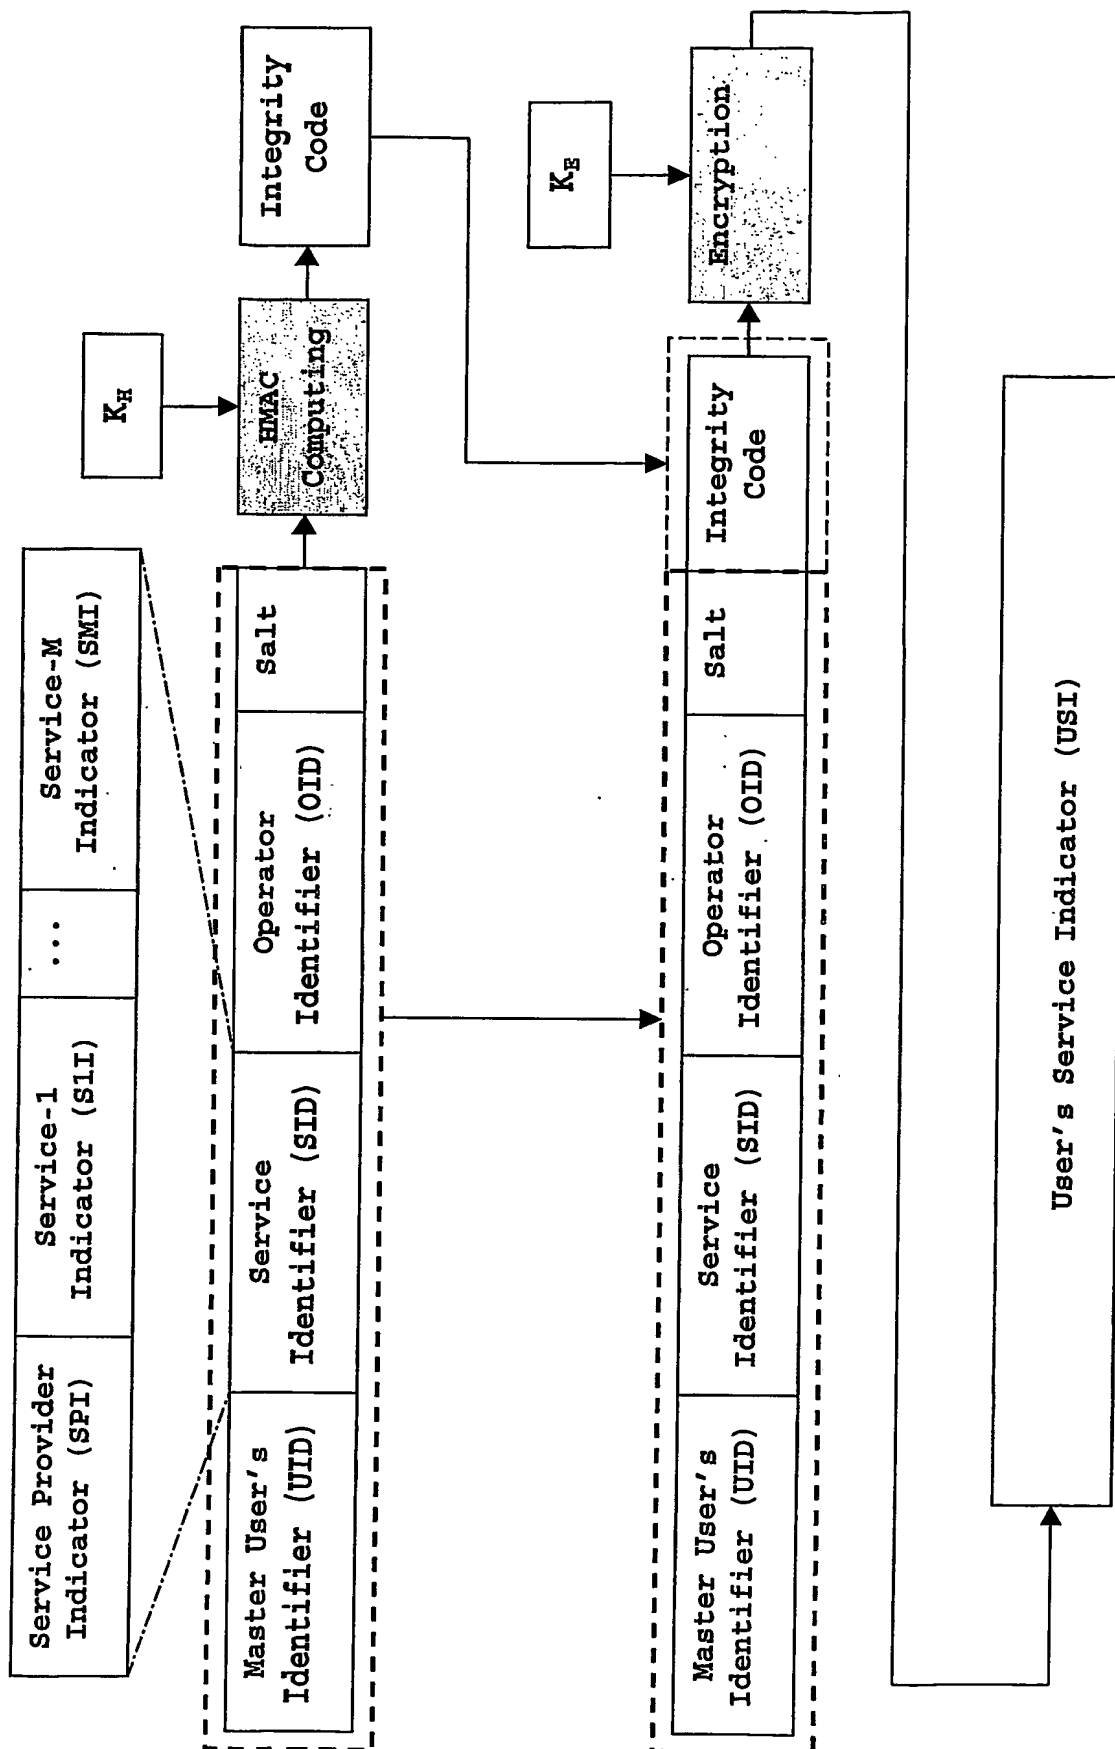 Service Provider
Indicator (SPI)
Service-1
Indicator (S1I)
...
Service-M
Indicator (SMI)
Master User's
Identifier (UID)
Service
Identifier (SID)
Operator
Identifier (OID)
Salt
KH
HMAC
Computing
Integrity
Code
Master User's
Identifier (UID)
Service
Identifier (SID)
Operator
Identifier (OID)
Salt
Integrity
Code
KE
Encryption
User's Service Indicator (USI)